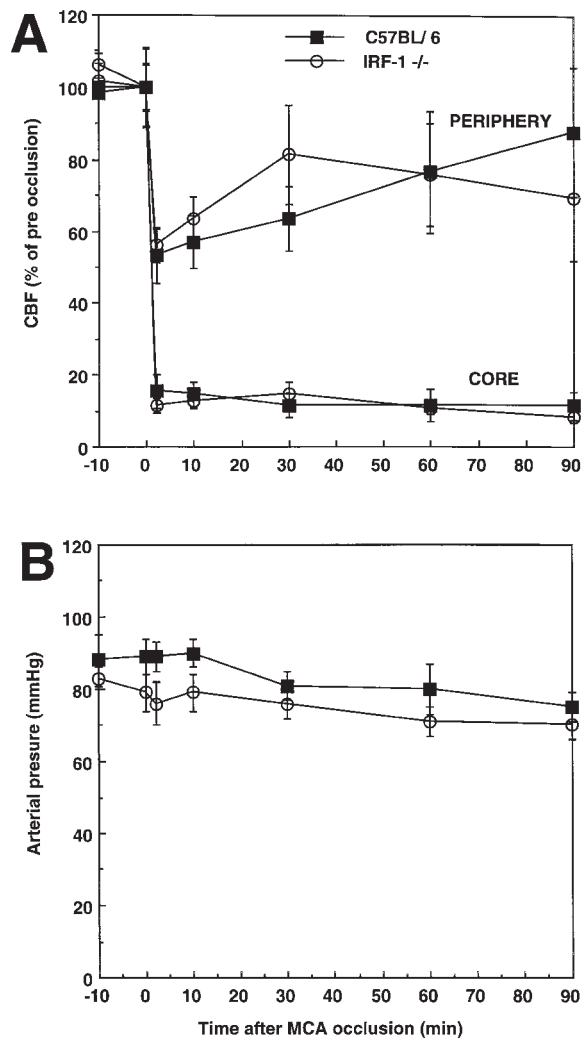 A
120
100
80
60
40
20
0
CBF (% of pre occlusion)
C57BL/ 6
IRF-1 -/-
PERIPHERY
CORE
-10 0 10 20 30 40 50 60 70 80 90
B
120
100
80
60
40
20
0
Arterial presure (mmHg)
-10 0 10 20 30 40 50 60 70 80 90
Time after MCA occlusion (min)